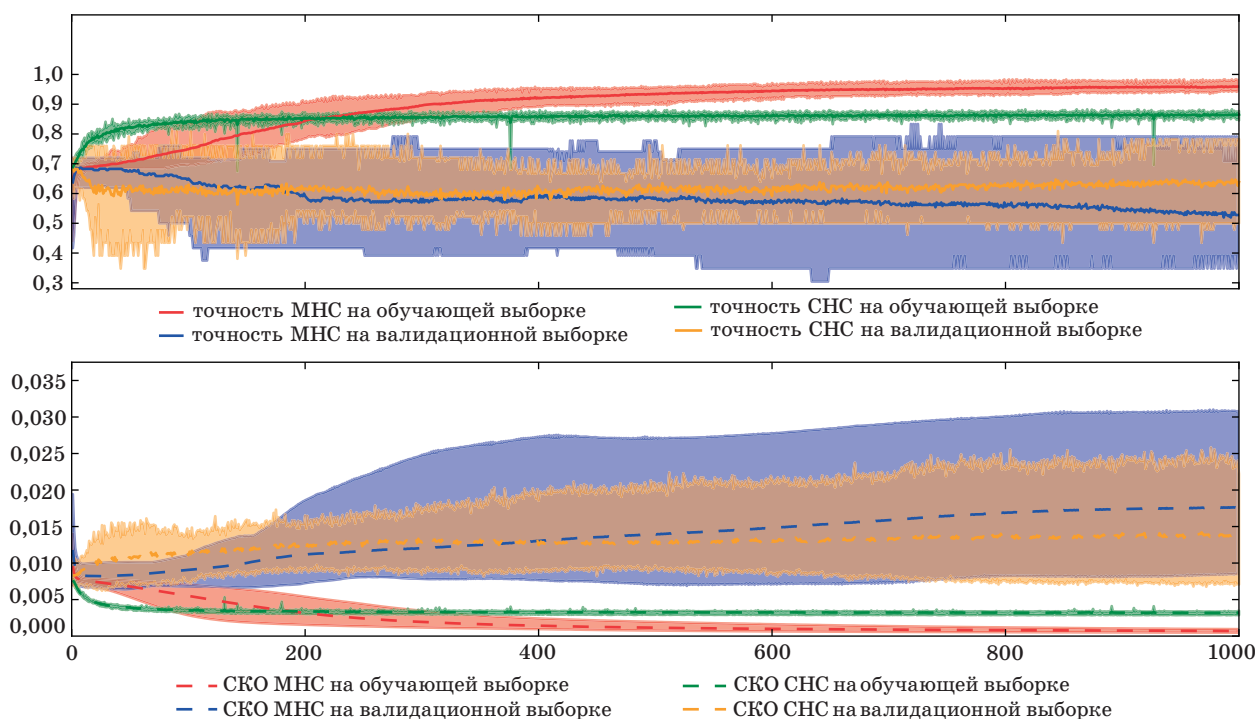 1,0
0,9
0,8
0,7
0,6
0,5
0,4
0,3
точность МНС на обучающей выборке
точность СНС на обучающей выборке
точность МНС на валидационной выборке
точность СНС на валидационной выборке
0,035
0,030
0,025
0,020
0,015
0,010
0,005
0,000
0 200 400 600 800 1000
СКО МНС на обучающей выборке
СКО СНС на обучающей выборке
СКО МНС на валидационной выборке
СКО СНС на валидационной выборке